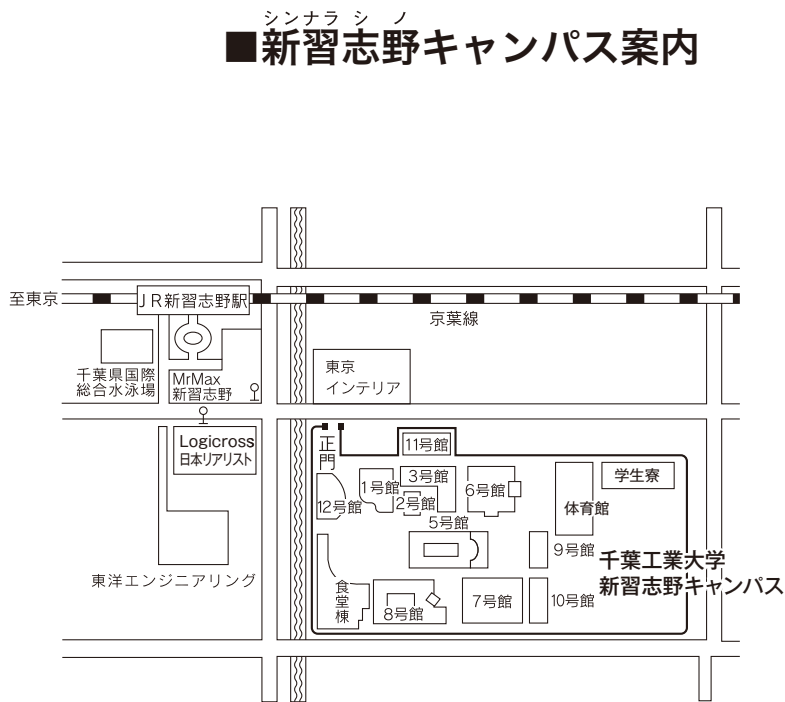 シンナラ シ ノ
■新習志野キャンパス案内
至東京
JR新習志野駅
京葉線
千葉県国際
総合水泳場
MrMax
新習志野
東京
インテリア
Logicross
日本リアリスト
正門
11号館
1号館
3号館
2号館
12号館
6号館
5号館
体育館
学生寮
9号館
千葉工業大学
新習志野キャンパス
東洋エンジニアリング
食堂棟
8号館
7号館
10号館